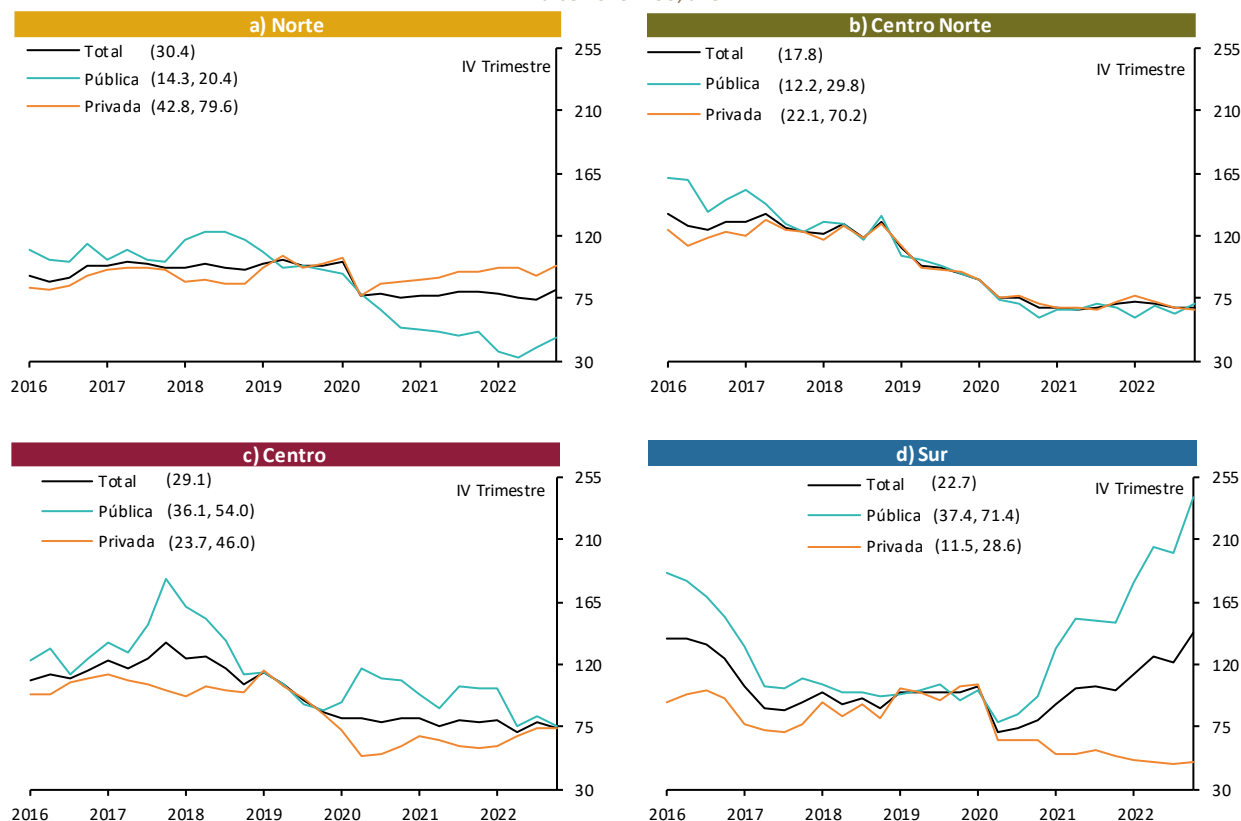 a) Norte
Total (30.4)
Pública (14.3, 20.4)
Privada (42.8, 79.6)
IV Trimestre
255
210
165
120
75
30
2016 2017 2018 2019 2020 2021 2022
b) Centro Norte
Total (17.8)
Pública (12.2, 29.8)
Privada (22.1, 70.2)
IV Trimestre
255
210
165
120
75
30
2016 2017 2018 2019 2020 2021 2022
c) Centro
Total (29.1)
Pública (36.1, 54.0)
Privada (23.7, 46.0)
IV Trimestre
255
210
165
120
75
30
2016 2017 2018 2019 2020 2021 2022
d) Sur
Total (22.7)
Pública (37.4, 71.4)
Privada (11.5, 28.6)
IV Trimestre
255
210
165
120
75
30
2016 2017 2018 2019 2020 2021 2022